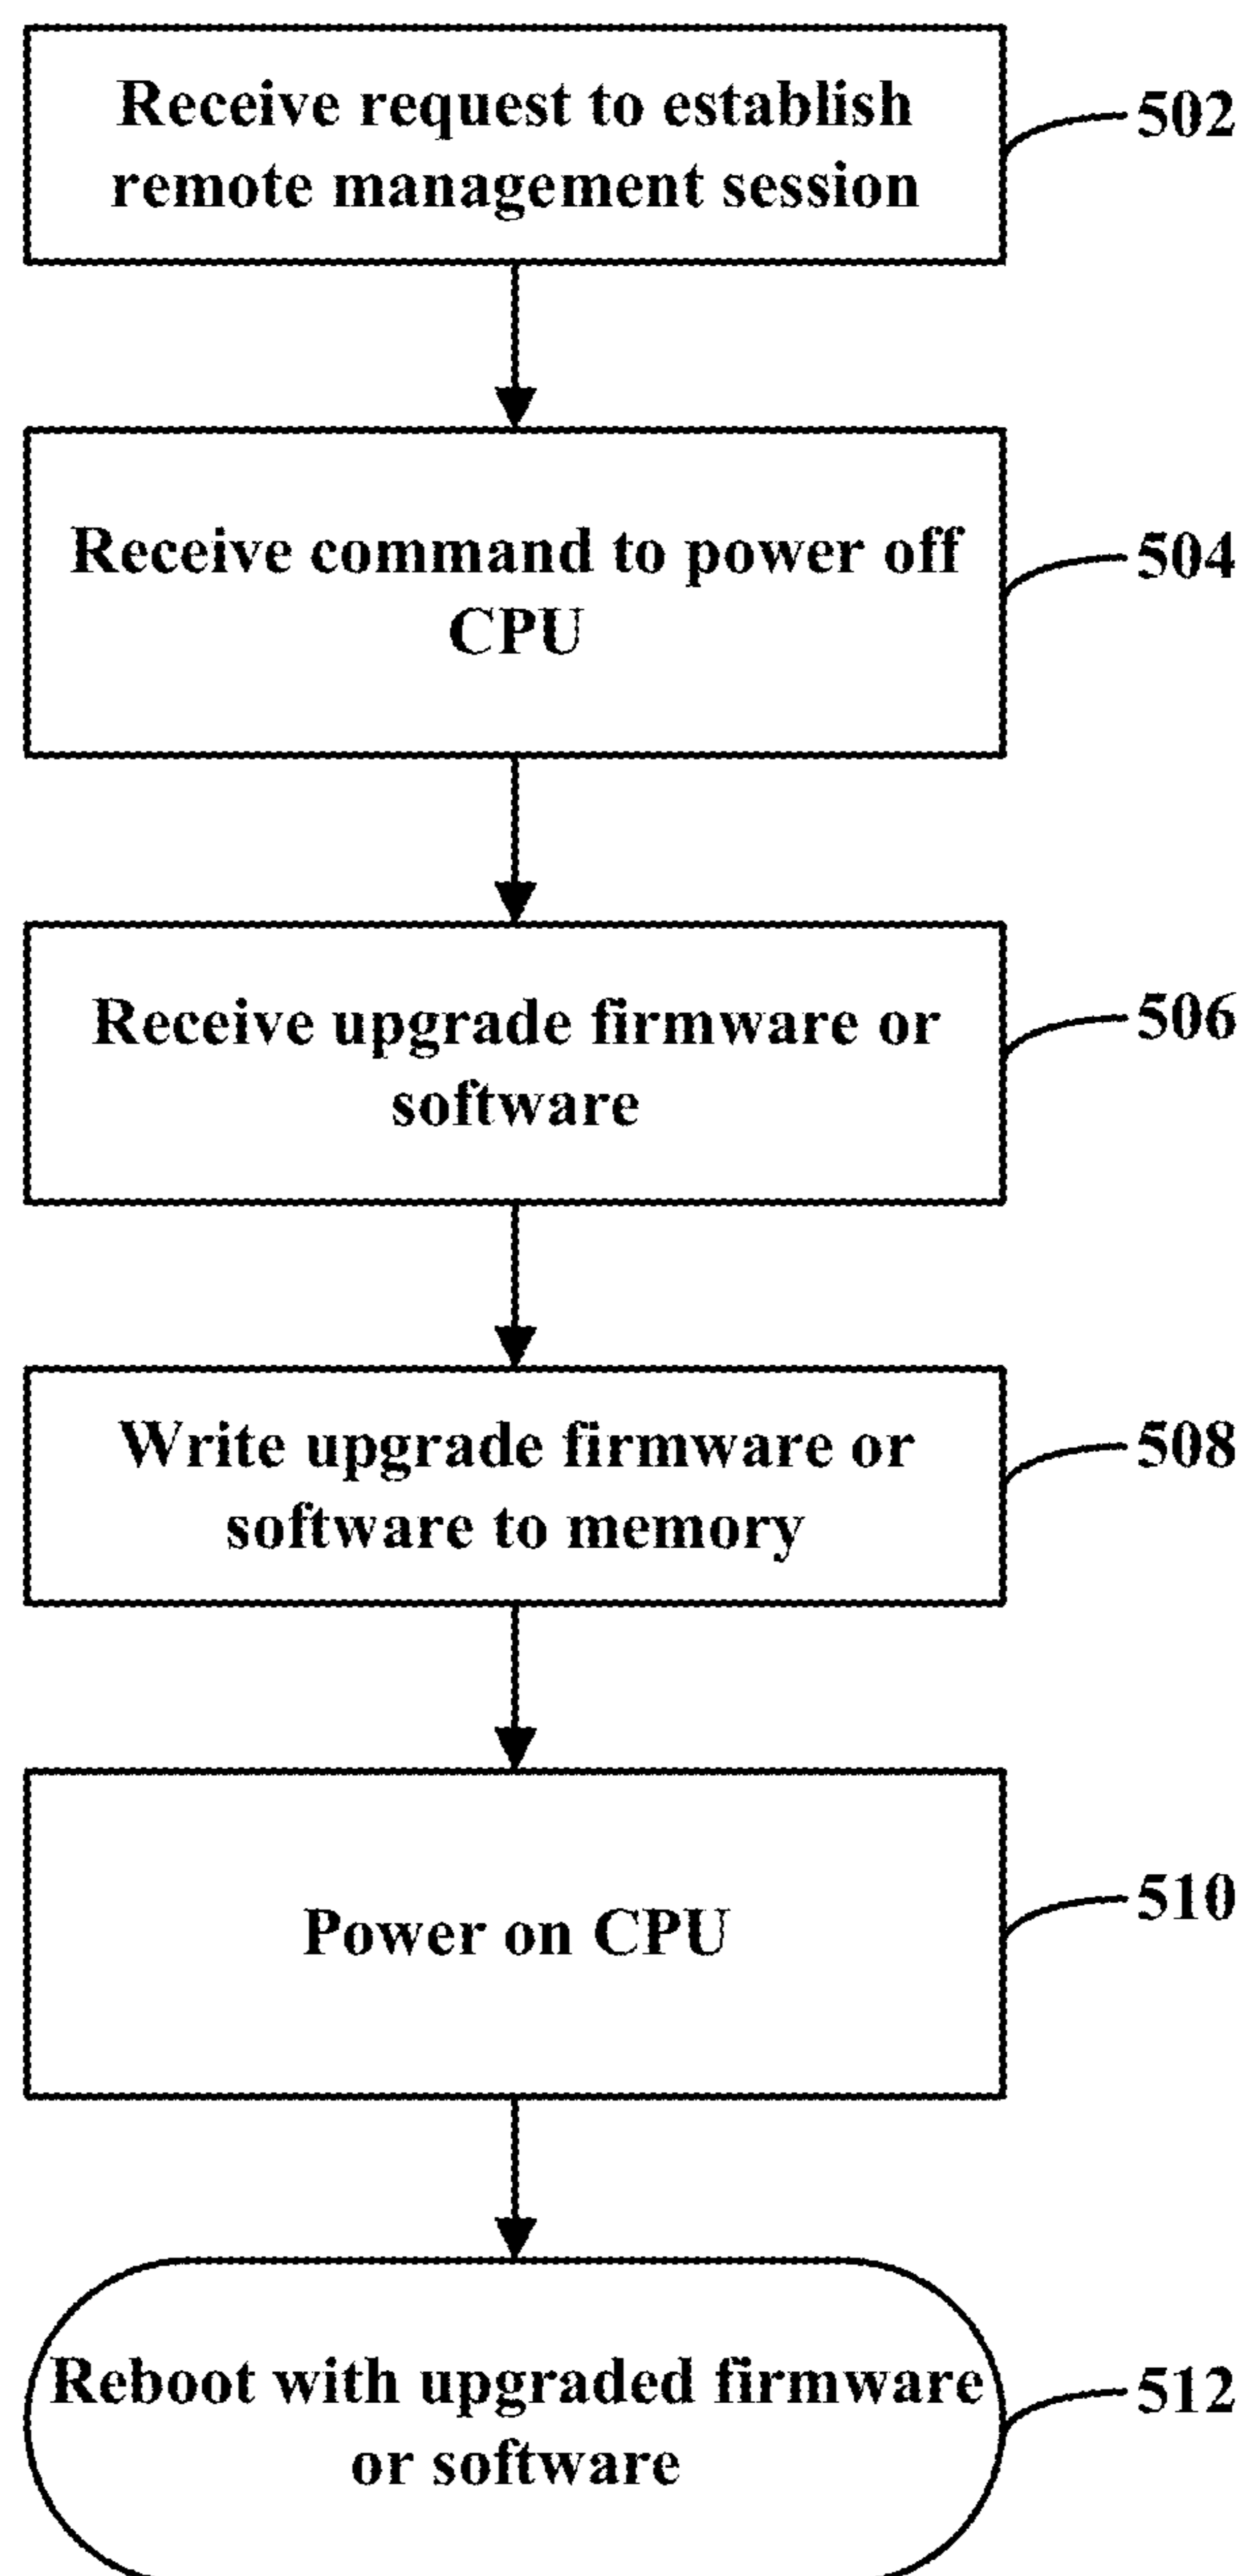 Receive request to establish
remote management session
502
Receive command to power off
CPU
504
Receive upgrade firmware or
software
506
Write upgrade firmware or
software to memory
508
Power on CPU
510
Reboot with upgraded firmware
or software
512